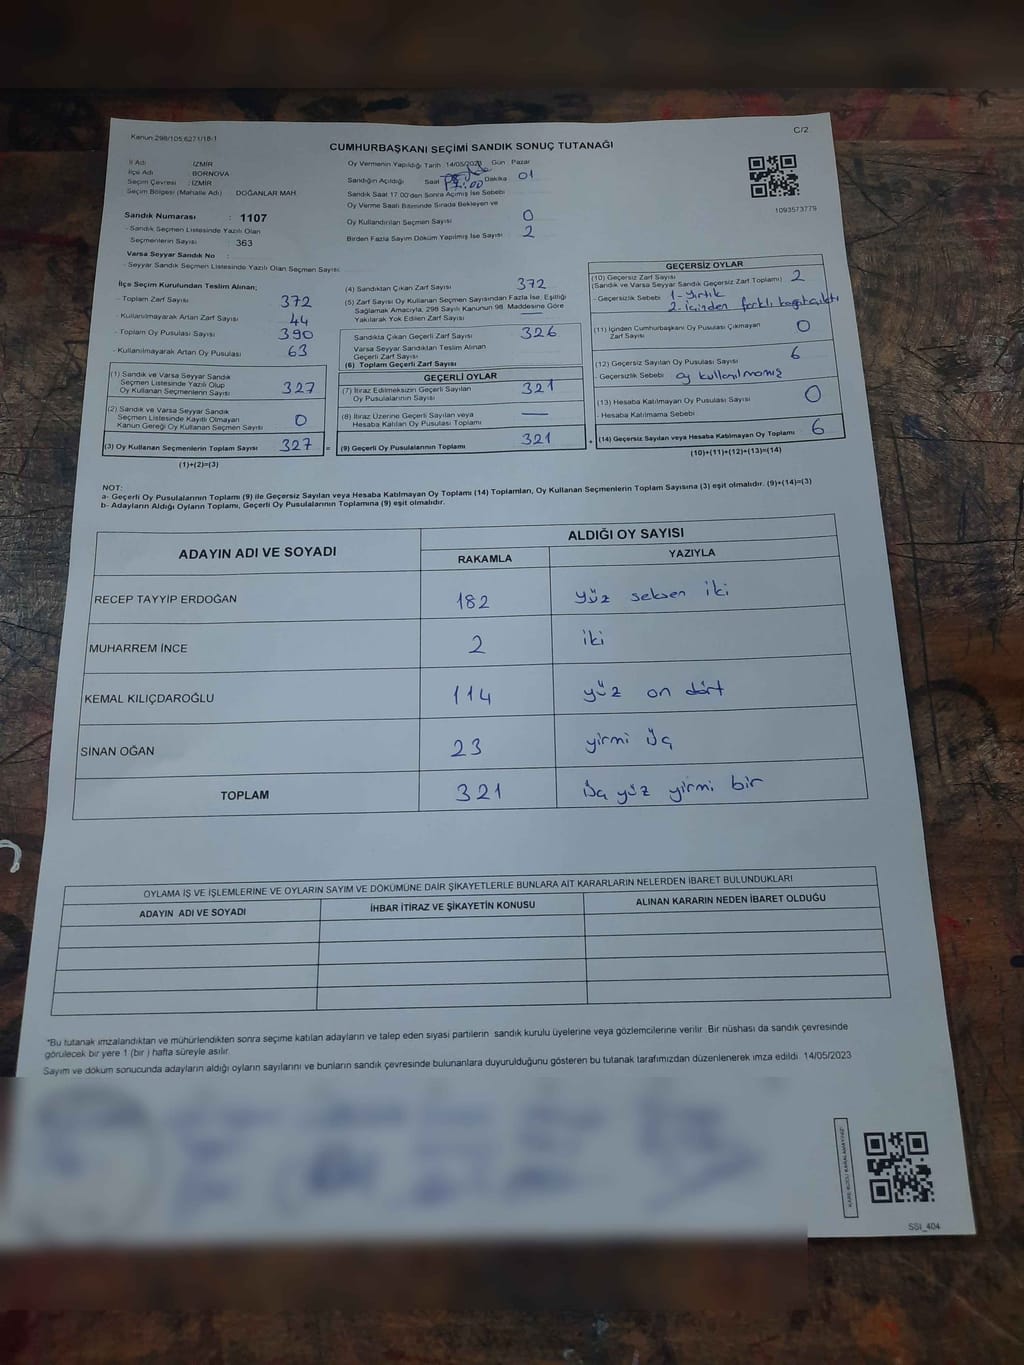 Kanun:298/105;6271/18-1
C/2
CUMHURBAŞKANI SEÇİMİ SANDIK SONUÇ TUTANAĞI
İl Adı : İZMİR
İlçe Adı : BORNOVA
Seçim Çevresi : İZMİR
Seçim Bölgesi (Mahalle Adı) : DOĞANLAR MAH.
Sandık Numarası : 1107
- Sandık Seçmen Listesinde Yazılı Olan
Seçmenlerin Sayısı : 363
Varsa Seyyar Sandık No :
- Seyyar Sandık Seçmen Listesinde Yazılı Olan Seçmen Sayısı:
Oy Vermenin Yapıldığı Tarih 14/05/2023 Gün Pazar
Sandığın Açıldığı Saat 17:00 Dakika 01
Sandık Saat 17.00'den Sonra Açımış İse Sebebi
Oy Verme Saati Bitiminde Sırada Bekleyen ve
Oy Kullandırılan Seçmen Sayısı 0
Birden Fazla Sayım Döküm Yapılmış İse Sayısı 2
1093573779
İlçe Seçim Kurulundan Teslim Alınan;
- Toplam Zarf Sayısı 372
- Kullanılmayarak Artan Zarf Sayısı 44
- Toplam Oy Pusulası Sayısı 390
- Kullanılmayarak Artan Oy Pusulası 63
(1) Sandık ve Varsa Seyyar Sandık
Seçmen Listesinde Yazılı Olup
Oy Kullanan Seçmenlerin Sayısı 327
(2) Sandık ve Varsa Seyyar Sandık
Seçmen Listesinde Kayıtlı Olmayan
Kanun Gereği Oy Kullanan Seçmen Sayısı 0
(3) Oy Kullanan Seçmenlerin Toplam Sayısı 327 =
(1)+(2)=(3)
(4) Sandıktan Çıkan Zarf Sayısı 372
(5) Zarf Sayısı Oy Kullanan Seçmen Sayısından Fazla İse, Eşitliği
Sağlamak Amacıyla, 298 Sayılı Kanunun 98. Maddesine Göre
Yakılarak Yok Edilen Zarf Sayısı —
Sandıkta Çıkan Geçerli Zarf Sayısı 326
Varsa Seyyar Sandıktan Teslim Alınan
Geçerli Zarf Sayısı
(6) Toplam Geçerli Zarf Sayısı
GEÇERLİ OYLAR
(7) İtiraz Edilmeksizin Geçerli Sayılan
Oy Pusulalarının Sayısı 321
(8) İtiraz Üzerine Geçerli Sayılan veya
Hesaba Katılan Oy Pusulası Toplamı —
(9) Geçerli Oy Pusulalarının Toplamı 321 +
GEÇERSİZ OYLAR
(10) Geçersiz Zarf Sayısı 2
(Sandık ve Varsa Seyyar Sandık Geçersiz Zarf Toplamı)
- Geçersizlik Sebebi 1- yırtık
2- içinden farklı kağıt çıktı
(11) İçinden Cumhurbaşkanı Oy Pusulası Çıkmayan
Zarf Sayısı 0
(12) Geçersiz Sayılan Oy Pusulası Sayısı 6
- Geçersizlik Sebebi oy kullanılmamış
(13) Hesaba Katılmayan Oy Pusulası Sayısı 0
- Hesaba Katılmama Sebebi
(14) Geçersiz Sayılan veya Hesaba Katılmayan Oy Toplamı 6
(10)+(11)+(12)+(13)=(14)
NOT:
a- Geçerli Oy Pusulalarının Toplamı (9) ile Geçersiz Sayılan veya Hesaba Katılmayan Oy Toplamı (14) Toplamları, Oy Kullanan Seçmenlerin Toplam Sayısına (3) eşit olmalıdır. (9)+(14)=(3)
b- Adayların Aldığı Oyların Toplamı, Geçerli Oy Pusulalarının Toplamına (9) eşit olmalıdır.
ADAYIN ADI VE SOYADI
ALDIĞI OY SAYISI
RAKAMLA YAZIYLA
RECEP TAYYİP ERDOĞAN 182 yüz seksen iki
MUHARREM İNCE 2 iki
KEMAL KILIÇDAROĞLU 114 yüz on dört
SİNAN OĞAN 23 yirmi üç
TOPLAM 321 üç yüz yirmi bir
OYLAMA İŞ VE İŞLEMLERİNE VE OYLARIN SAYIM VE DÖKÜMÜNE DAİR ŞİKAYETLERLE BUNLARA AİT KARARLARIN NELERDEN İBARET BULUNDUKLARI
ADAYIN ADI VE SOYADI İHBAR İTİRAZ VE ŞİKAYETİN KONUSU ALINAN KARARIN NEDEN İBARET OLDUĞU
*Bu tutanak imzalandıktan ve mühürlendikten sonra seçime katılan adayların ve talep eden siyasi partilerin sandık kurulu üyelerine veya gözlemcilerine verilir. Bir nüshası da sandık çevresinde
görülecek bir yere 1 (bir ) hafta süreyle asılır.
Sayım ve döküm sonucunda adayların aldığı oyların sayılarını ve bunların sandık çevresinde bulunanlara duyurulduğunu gösteren bu tutanak tarafımızdan düzenlenerek imza edildi. 14/05/2023
SSI_404